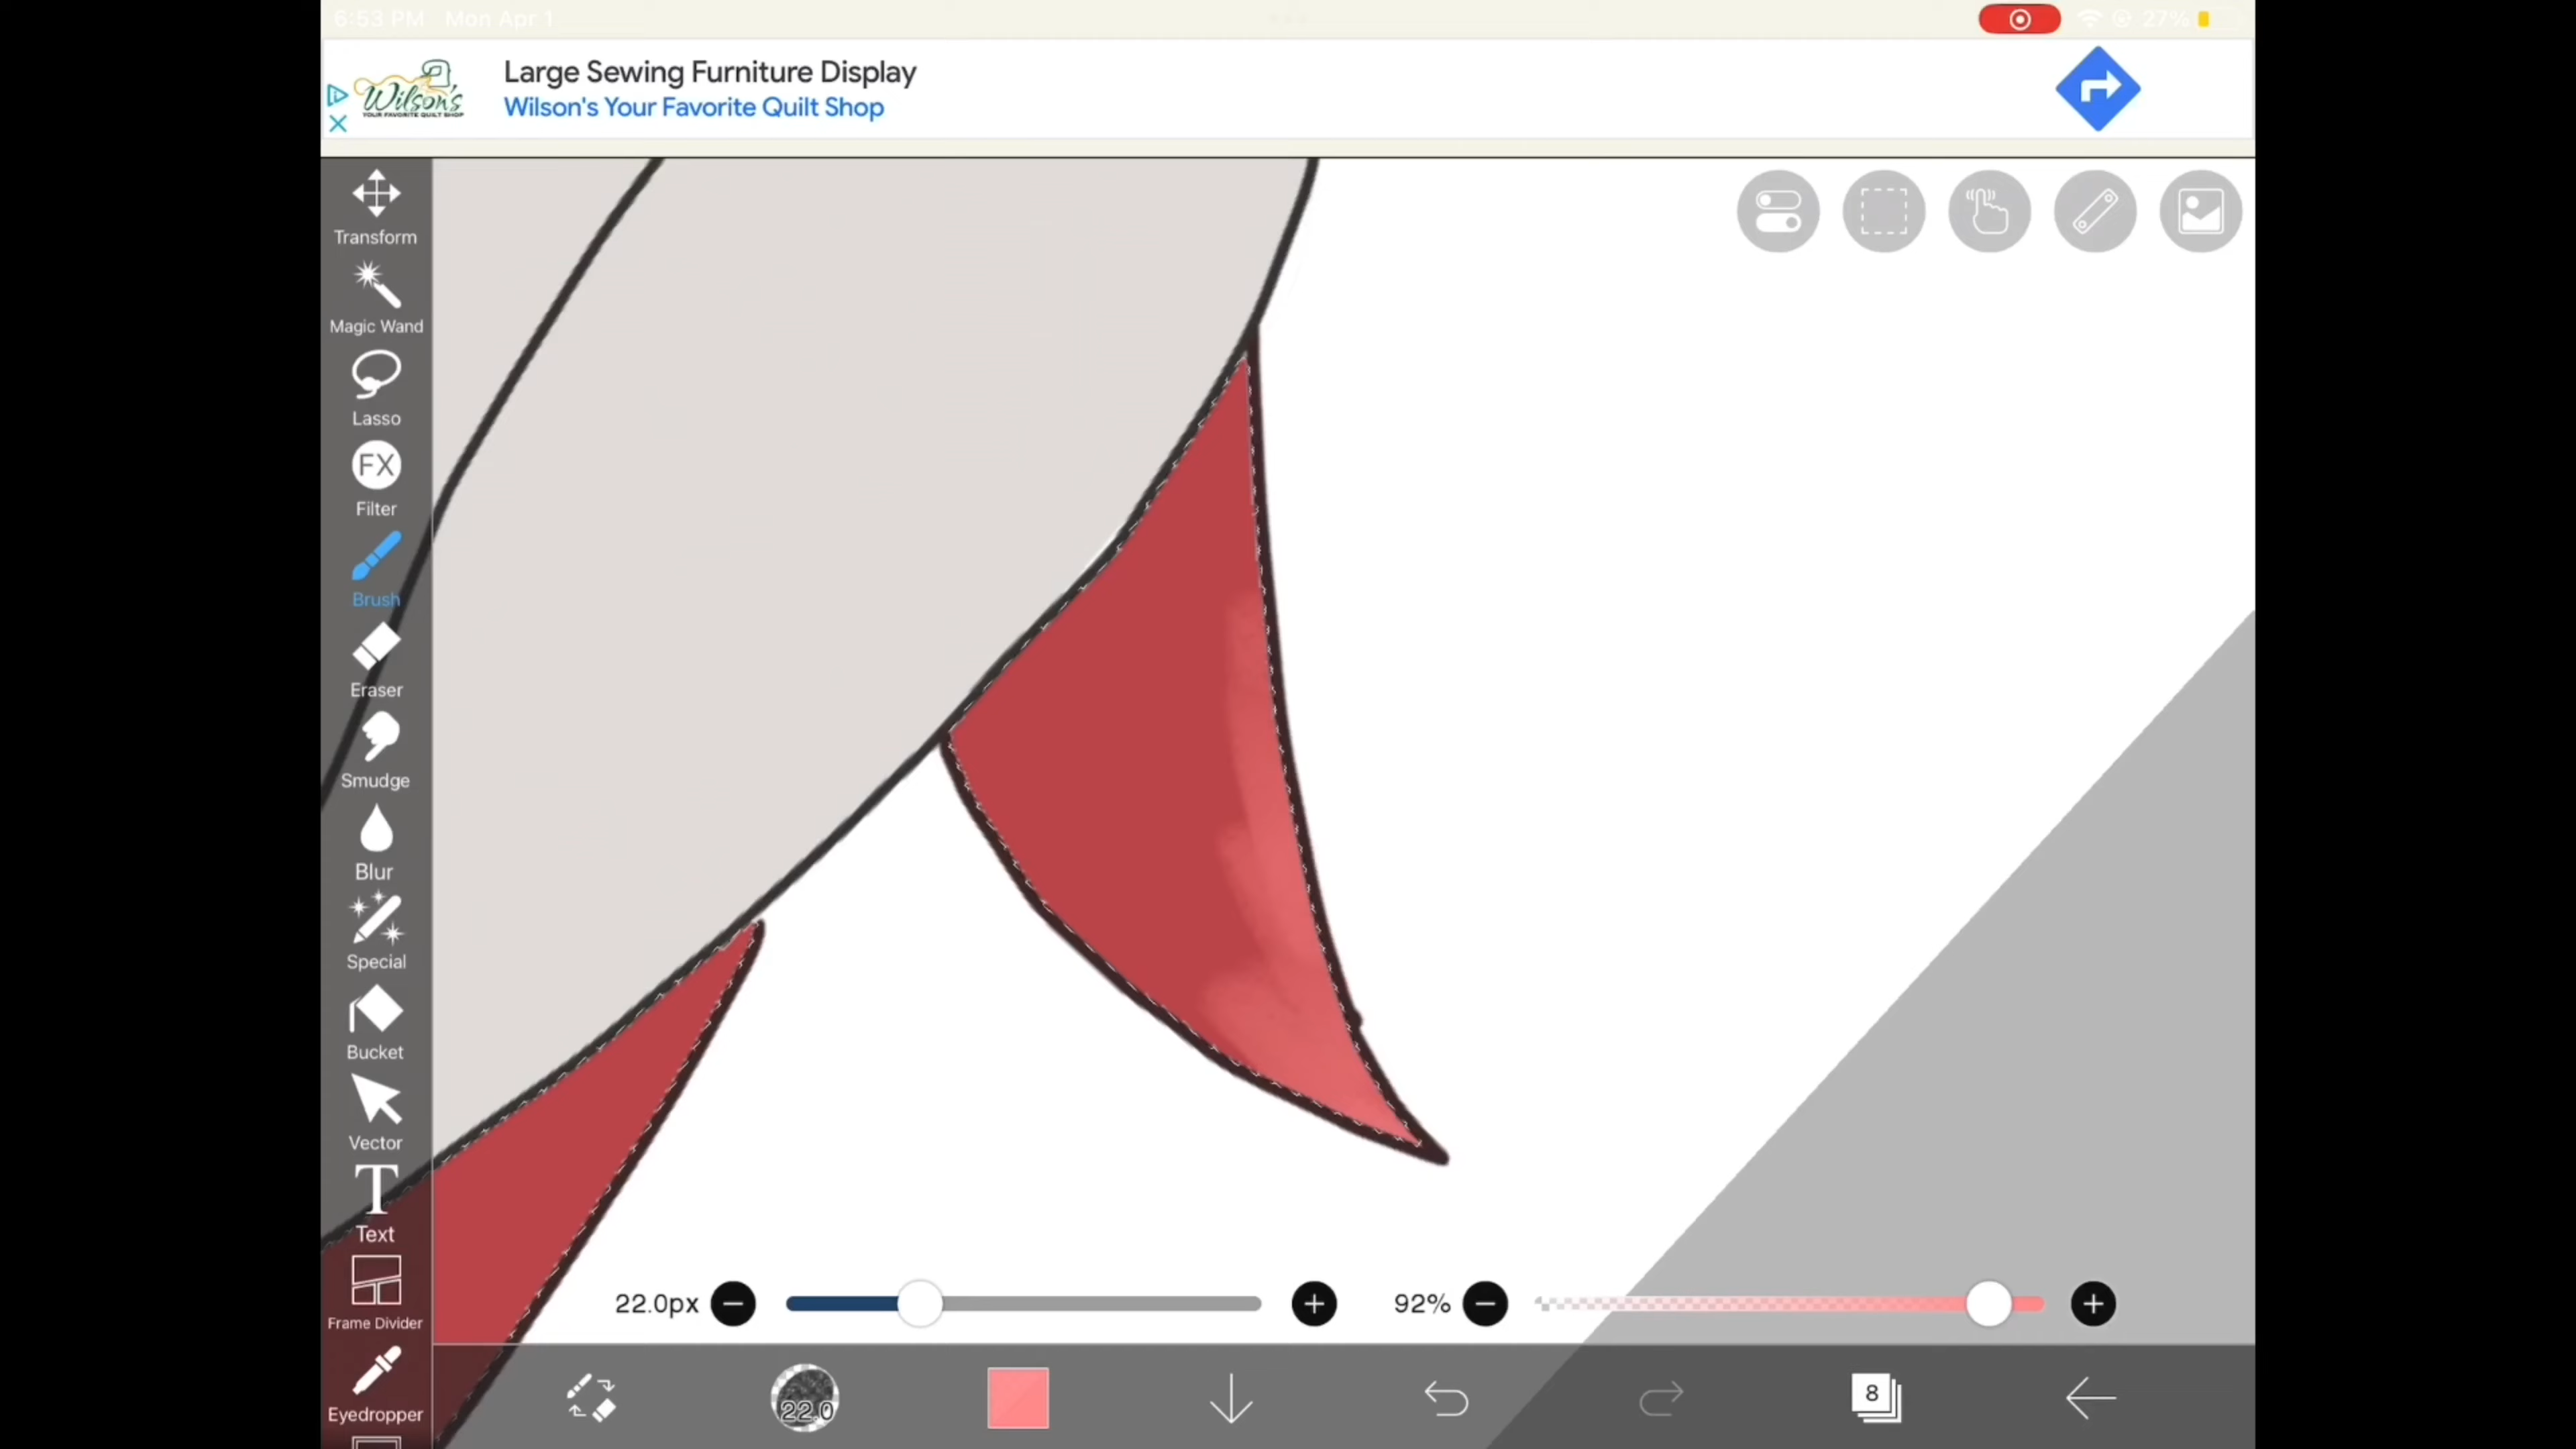 6:53 PM Mon Apr 1
27%
Wilson's
YOUR FAVORITE QUILT SHOP
Large Sewing Furniture Display
Wilson's Your Favorite Quilt Shop
Transform
Magic Wand
Lasso
FX
Filter
Brush
Eraser
Smudge
Blur
Special
Bucket
Vector
T
Text
Frame Divider
Eyedropper
22.0px
92%
22.0
8